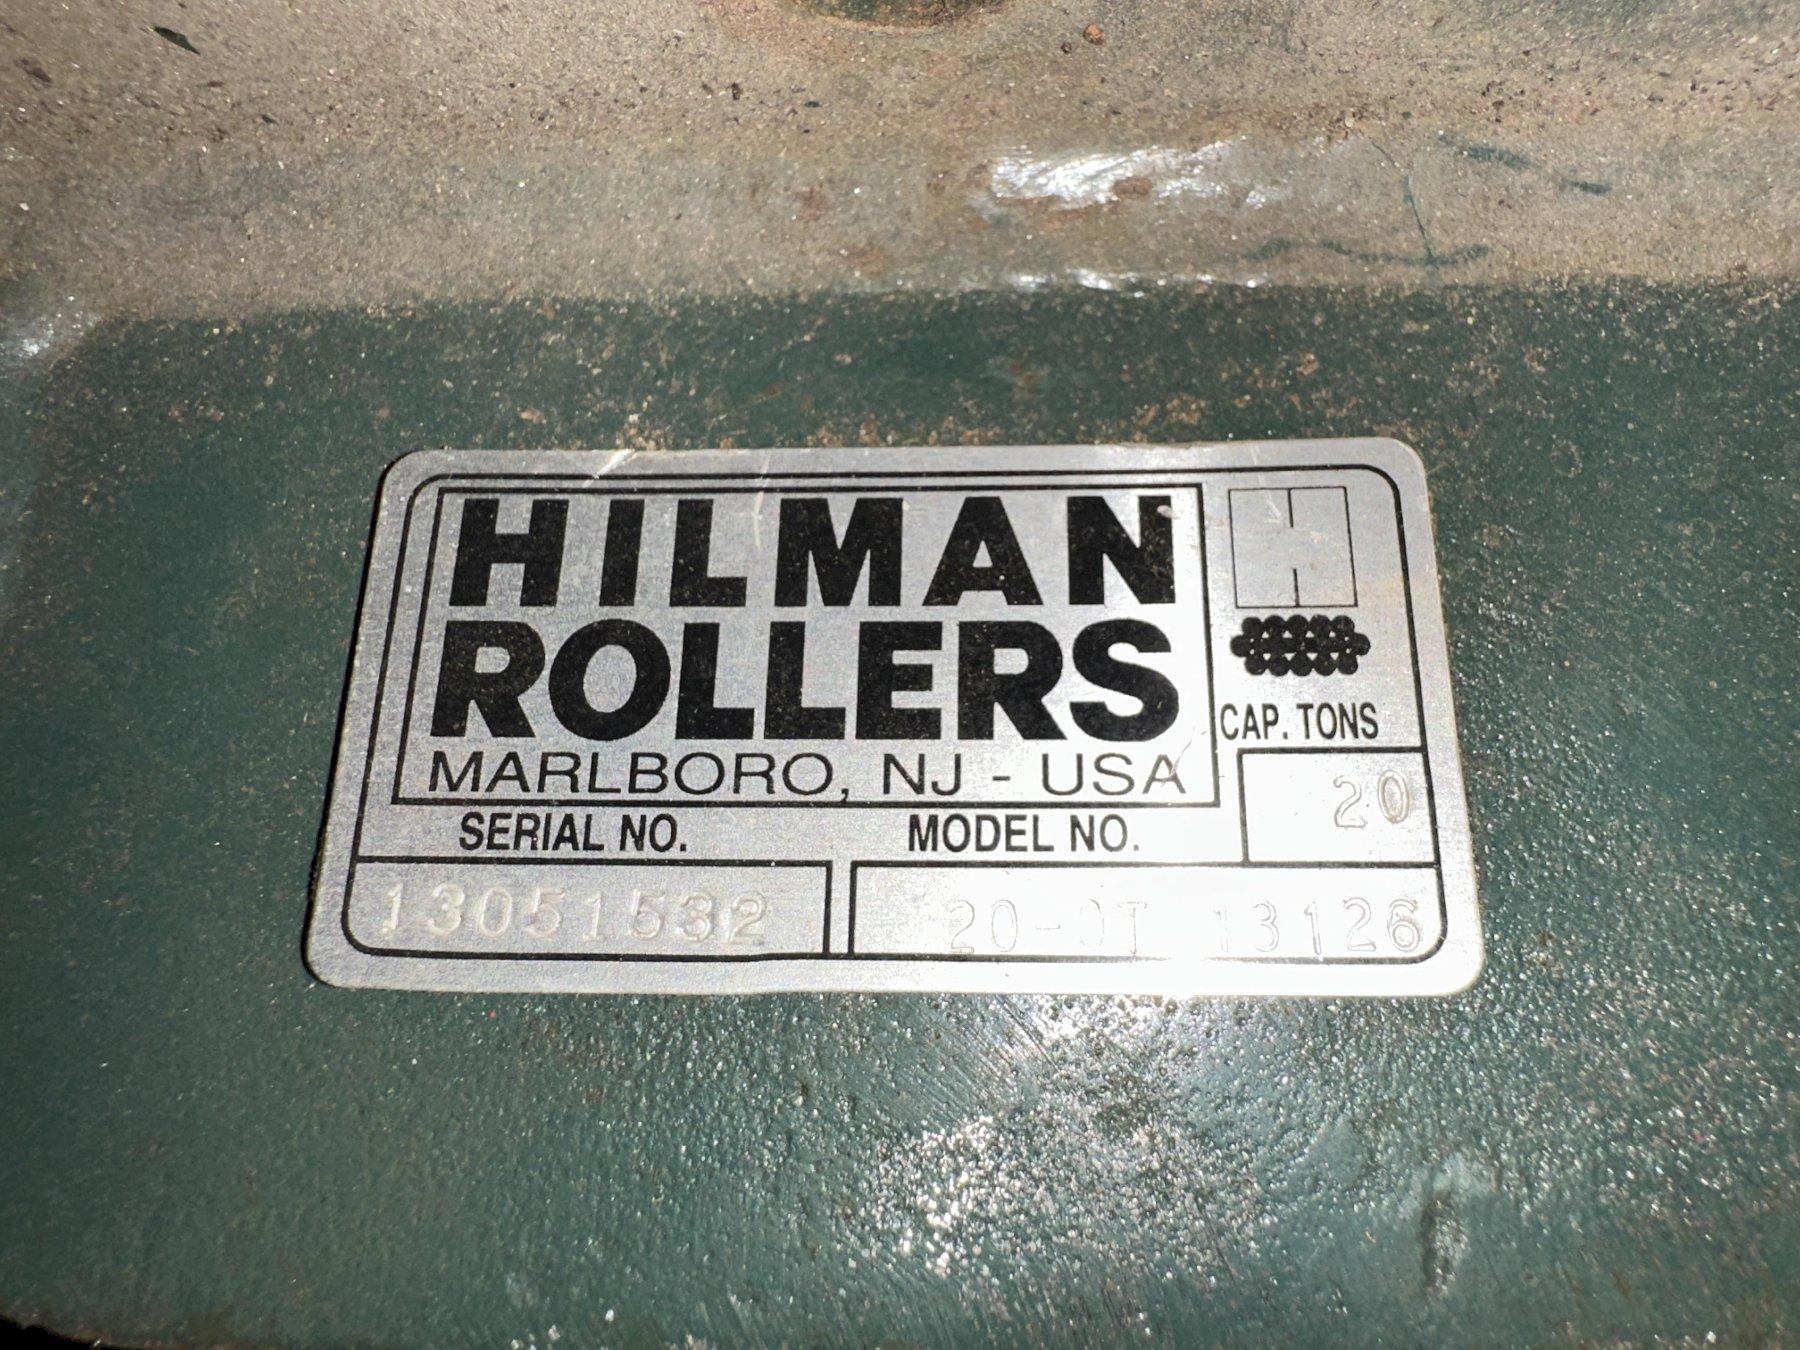 HILMAN
ROLLERS
MARLBORO, NJ - USA
H
CAP. TONS
20
SERIAL NO.
13051532
MODEL NO.
20-OT 13126